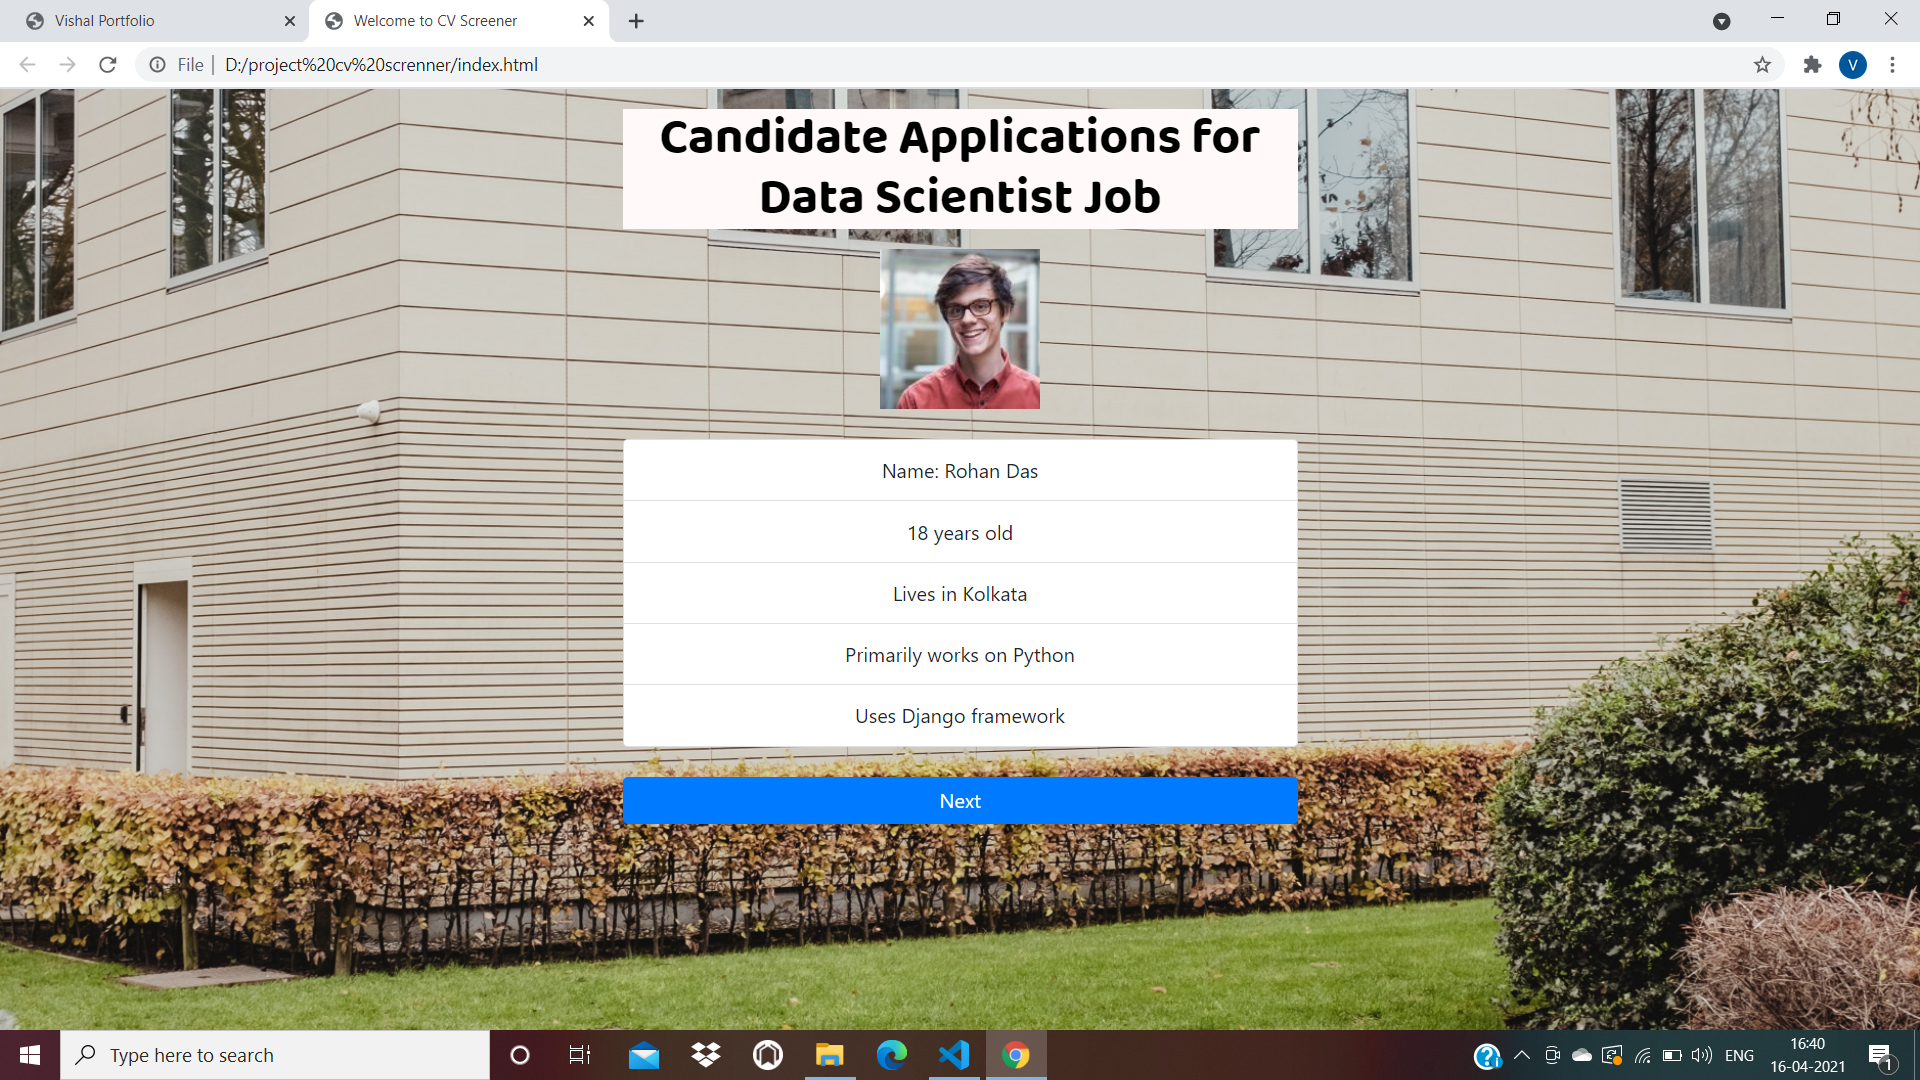 Vishal Portfolio
Welcome to CV Screener
File | D:/project%20cv%20screnner/index.html
V
Candidate Applications for
Data Scientist Job
Name: Rohan Das
18 years old
Lives in Kolkata
Primarily works on Python
Uses Django framework
Next
Type here to search
ENG
16:40
16-04-2021
1